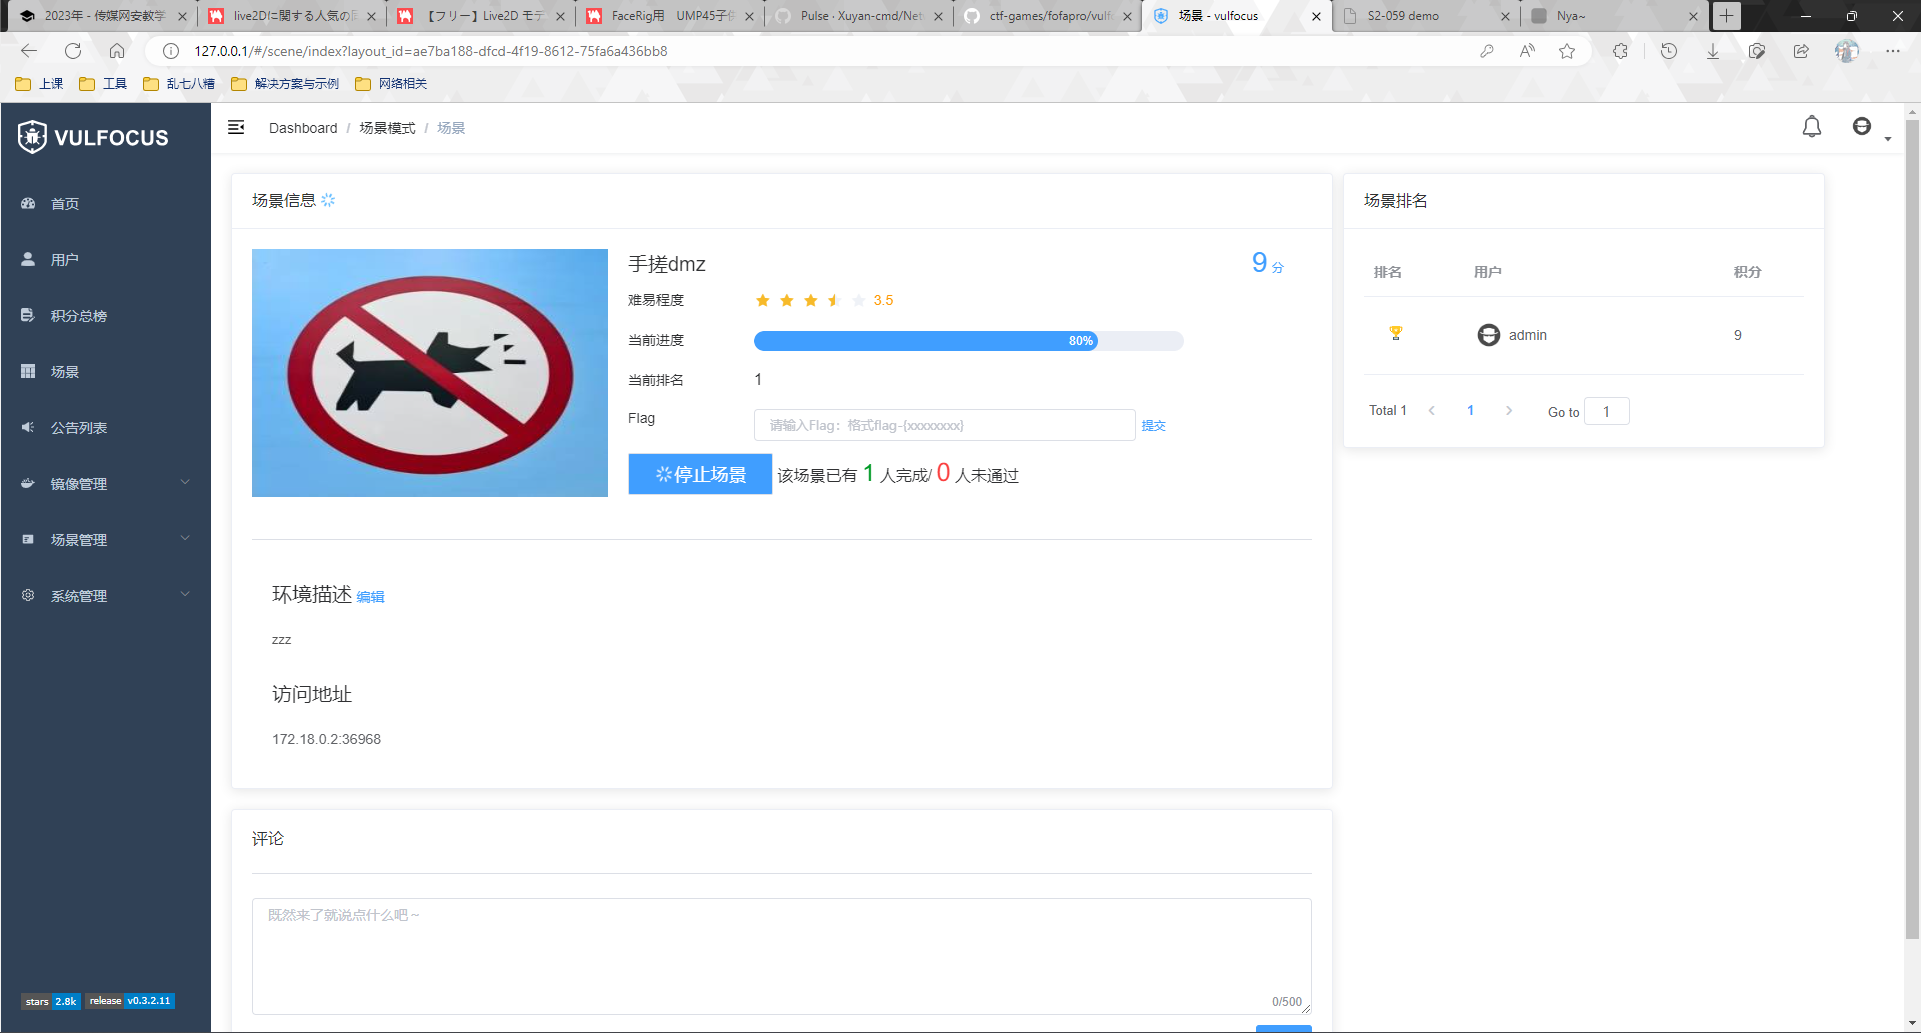 2023年 - 传媒网安教学
live2Dに関する人気の
【フリー】Live2D モデ
FaceRig用 UMP45子
Pulse · Xuyan-cmd/Net
ctf-games/fofapro/vulf
场景 - vulfocus
S2-059 demo
Nya~
127.0.0.1/#/scene/index?layout_id=ae7ba188-dfcd-4f19-8612-75fa6a436bb8
上课
工具
乱七八糟
解决方案与示例
网络相关
VULFOCUS
Dashboard / 场景模式 / 场景
首页
用户
积分总榜
场景
公告列表
镜像管理
场景管理
系统管理
stars 2.8k release v0.3.2.11
场景信息
手搓dmz
9 分
难易程度 3.5
当前进度 80%
当前排名 1
Flag 请输入Flag：格式flag-{xxxxxxxx} 提交
停止场景 该场景已有 1 人完成/ 0 人未通过
环境描述 编辑
zzz
访问地址
172.18.0.2:36968
评论
既然来了就说点什么吧～
0/500
场景排名
排名 用户 积分
admin 9
Total 1 1 Go to 1